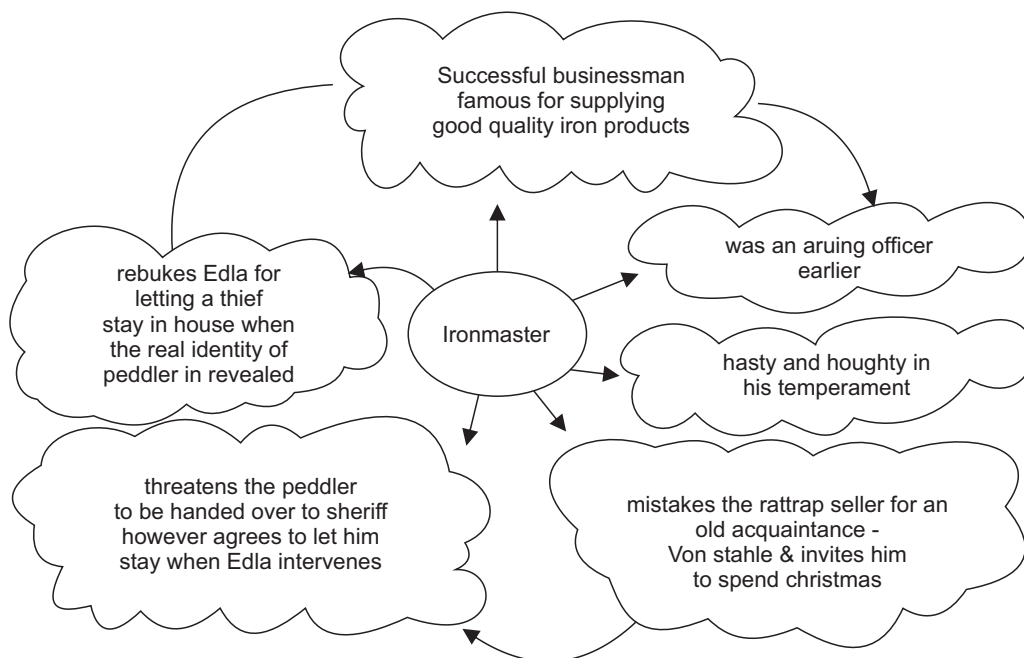 Successful businessman
famous for supplying
good quality iron products
was an aruing officer
earlier
rebukes Edla for
letting a thief
stay in house when
the real identity of
peddler in revealed
Ironmaster
hasty and houghty in
his temperament
threatens the peddler
to be handed over to sheriff
however agrees to let him
stay when Edla intervenes
mistakes the rattrap seller for an
old acquaintance -
Von stahle & invites him
to spend christmas